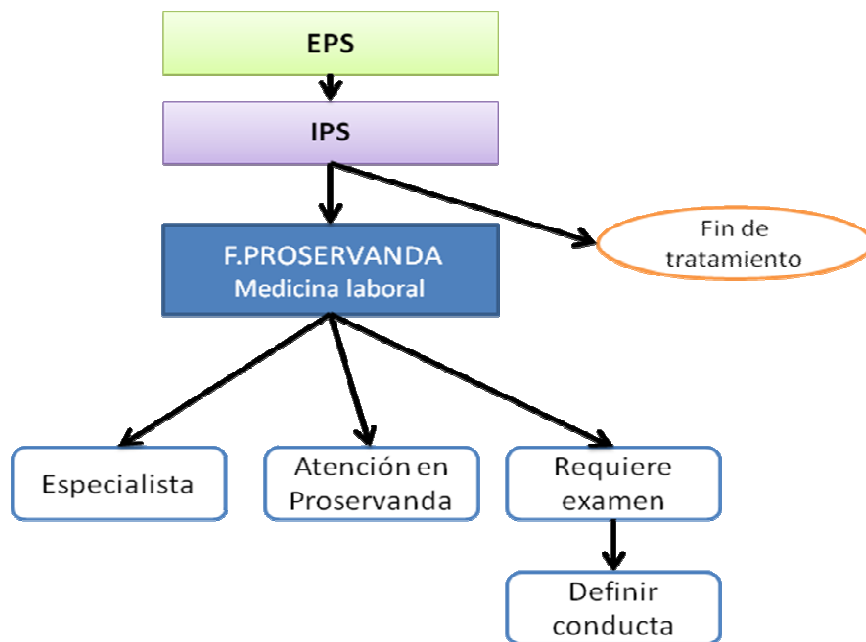 EPS
IPS
F.PROSERVANDA
Medicina laboral
Fin de
tratamiento
Especialista
Atención en
Proservanda
Requiere
examen
Definir
conducta